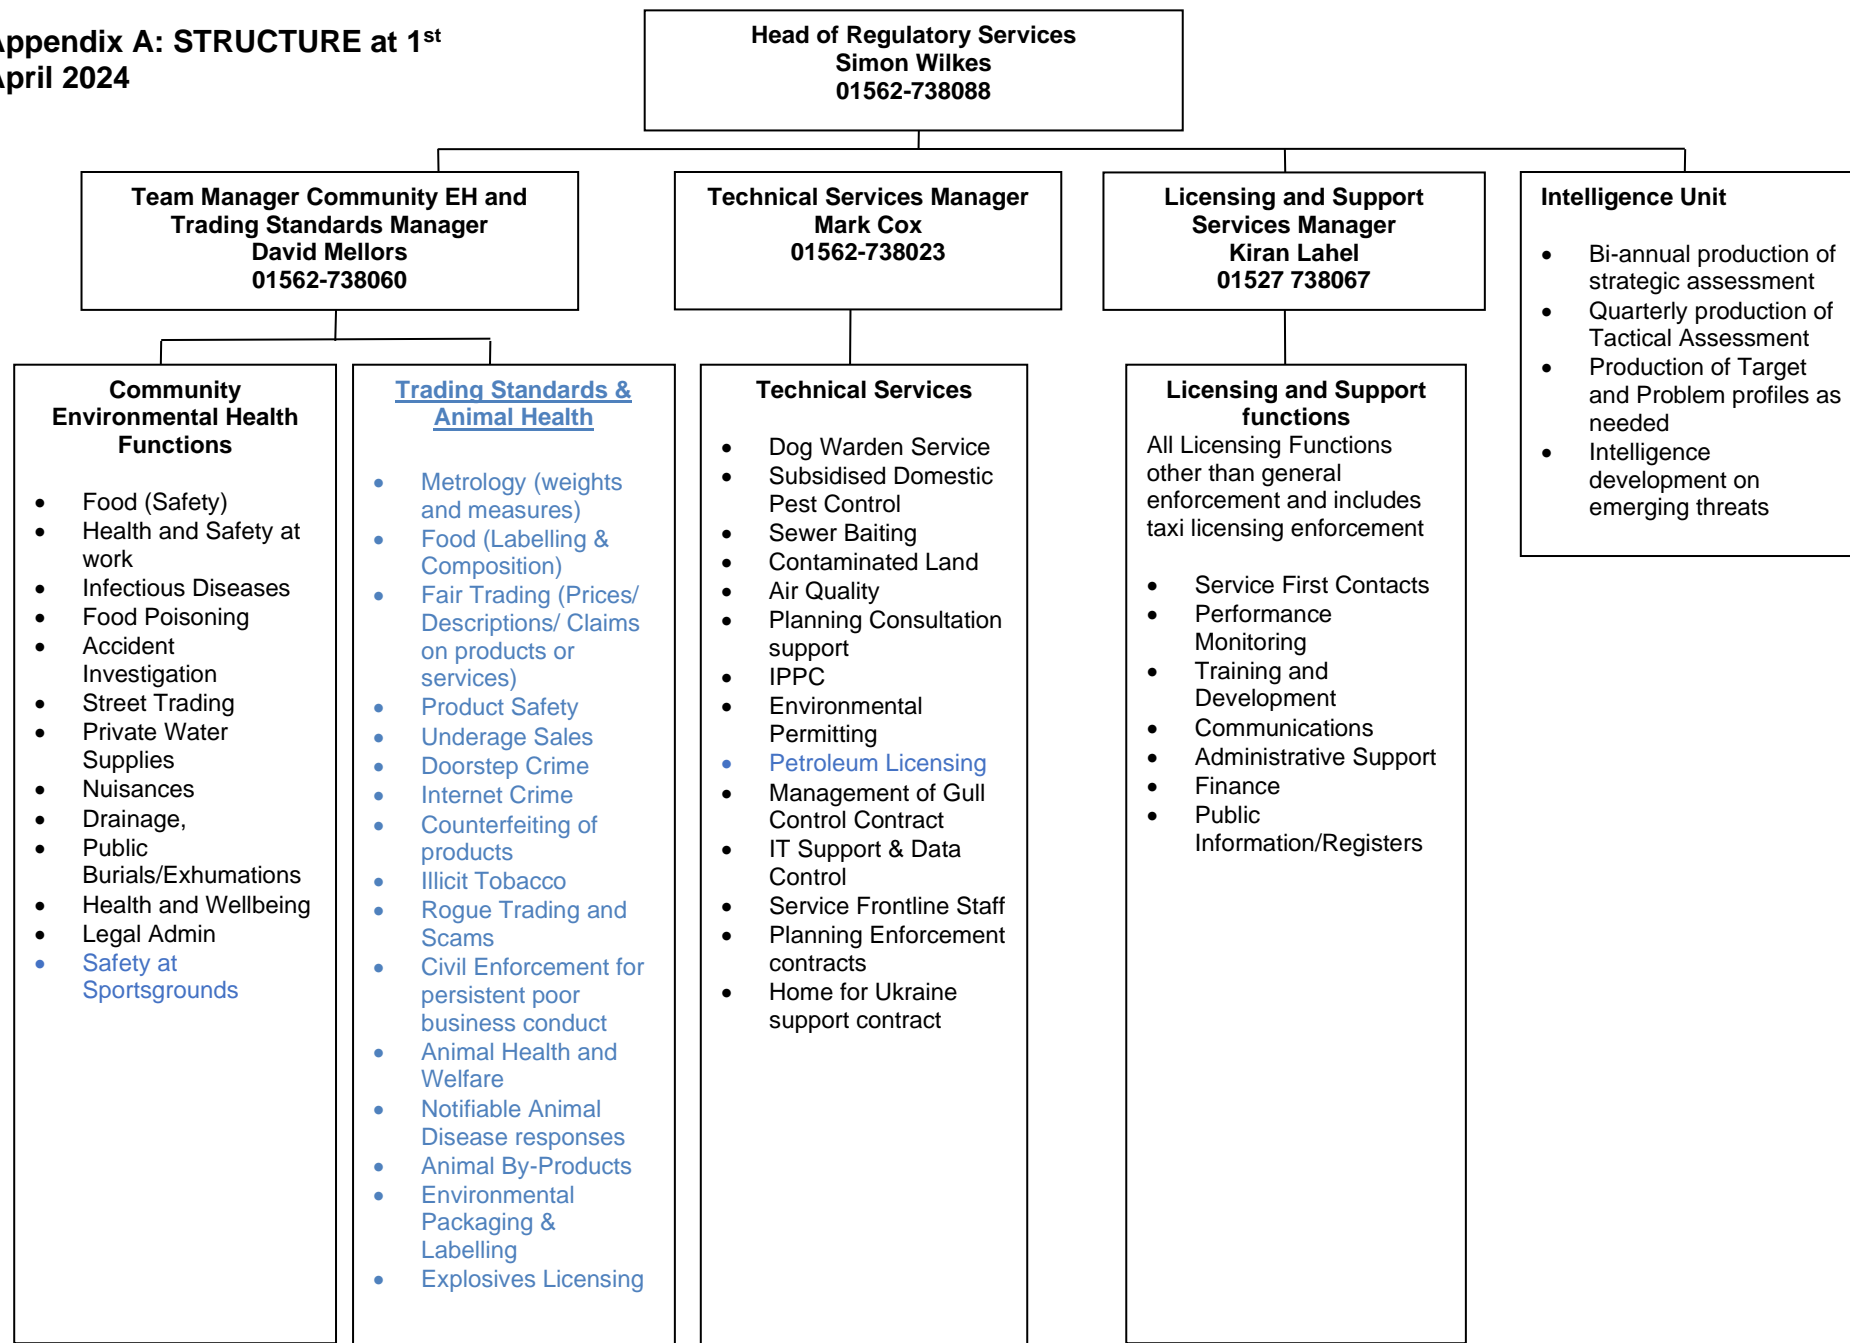 Appendix A: STRUCTURE at 1st
April 2024
Head of Regulatory Services
Simon Wilkes
01562-738088
Team Manager Community EH and
Trading Standards Manager
David Mellors
01562-738060
Technical Services Manager
Mark Cox
01562-738023
Licensing and Support
Services Manager
Kiran Lahel
01527 738067
Intelligence Unit
• Bi-annual production of
strategic assessment
• Quarterly production of
Tactical Assessment
• Production of Target
and Problem profiles as
needed
• Intelligence
development on
emerging threats
Community
Environmental Health
Functions
• Food (Safety)
• Health and Safety at
work
• Infectious Diseases
• Food Poisoning
• Accident
Investigation
• Street Trading
• Private Water
Supplies
• Nuisances
• Drainage,
• Public
Burials/Exhumations
• Health and Wellbeing
• Legal Admin
• Safety at
Sportsgrounds
Trading Standards &
Animal Health
• Metrology (weights
and measures)
• Food (Labelling &
Composition)
• Fair Trading (Prices/
Descriptions/ Claims
on products or
services)
• Product Safety
• Underage Sales
• Doorstep Crime
• Internet Crime
• Counterfeiting of
products
• Illicit Tobacco
• Rogue Trading and
Scams
• Civil Enforcement for
persistent poor
business conduct
• Animal Health and
Welfare
• Notifiable Animal
Disease responses
• Animal By-Products
• Environmental
Packaging &
Labelling
• Explosives Licensing
Technical Services
• Dog Warden Service
• Subsidised Domestic
Pest Control
• Sewer Baiting
• Contaminated Land
• Air Quality
• Planning Consultation
support
• IPPC
• Environmental
Permitting
• Petroleum Licensing
• Management of Gull
Control Contract
• IT Support & Data
Control
• Service Frontline Staff
• Planning Enforcement
contracts
• Home for Ukraine
support contract
Licensing and Support
functions
All Licensing Functions
other than general
enforcement and includes
taxi licensing enforcement
• Service First Contacts
• Performance
Monitoring
• Training and
Development
• Communications
• Administrative Support
• Finance
• Public
Information/Registers